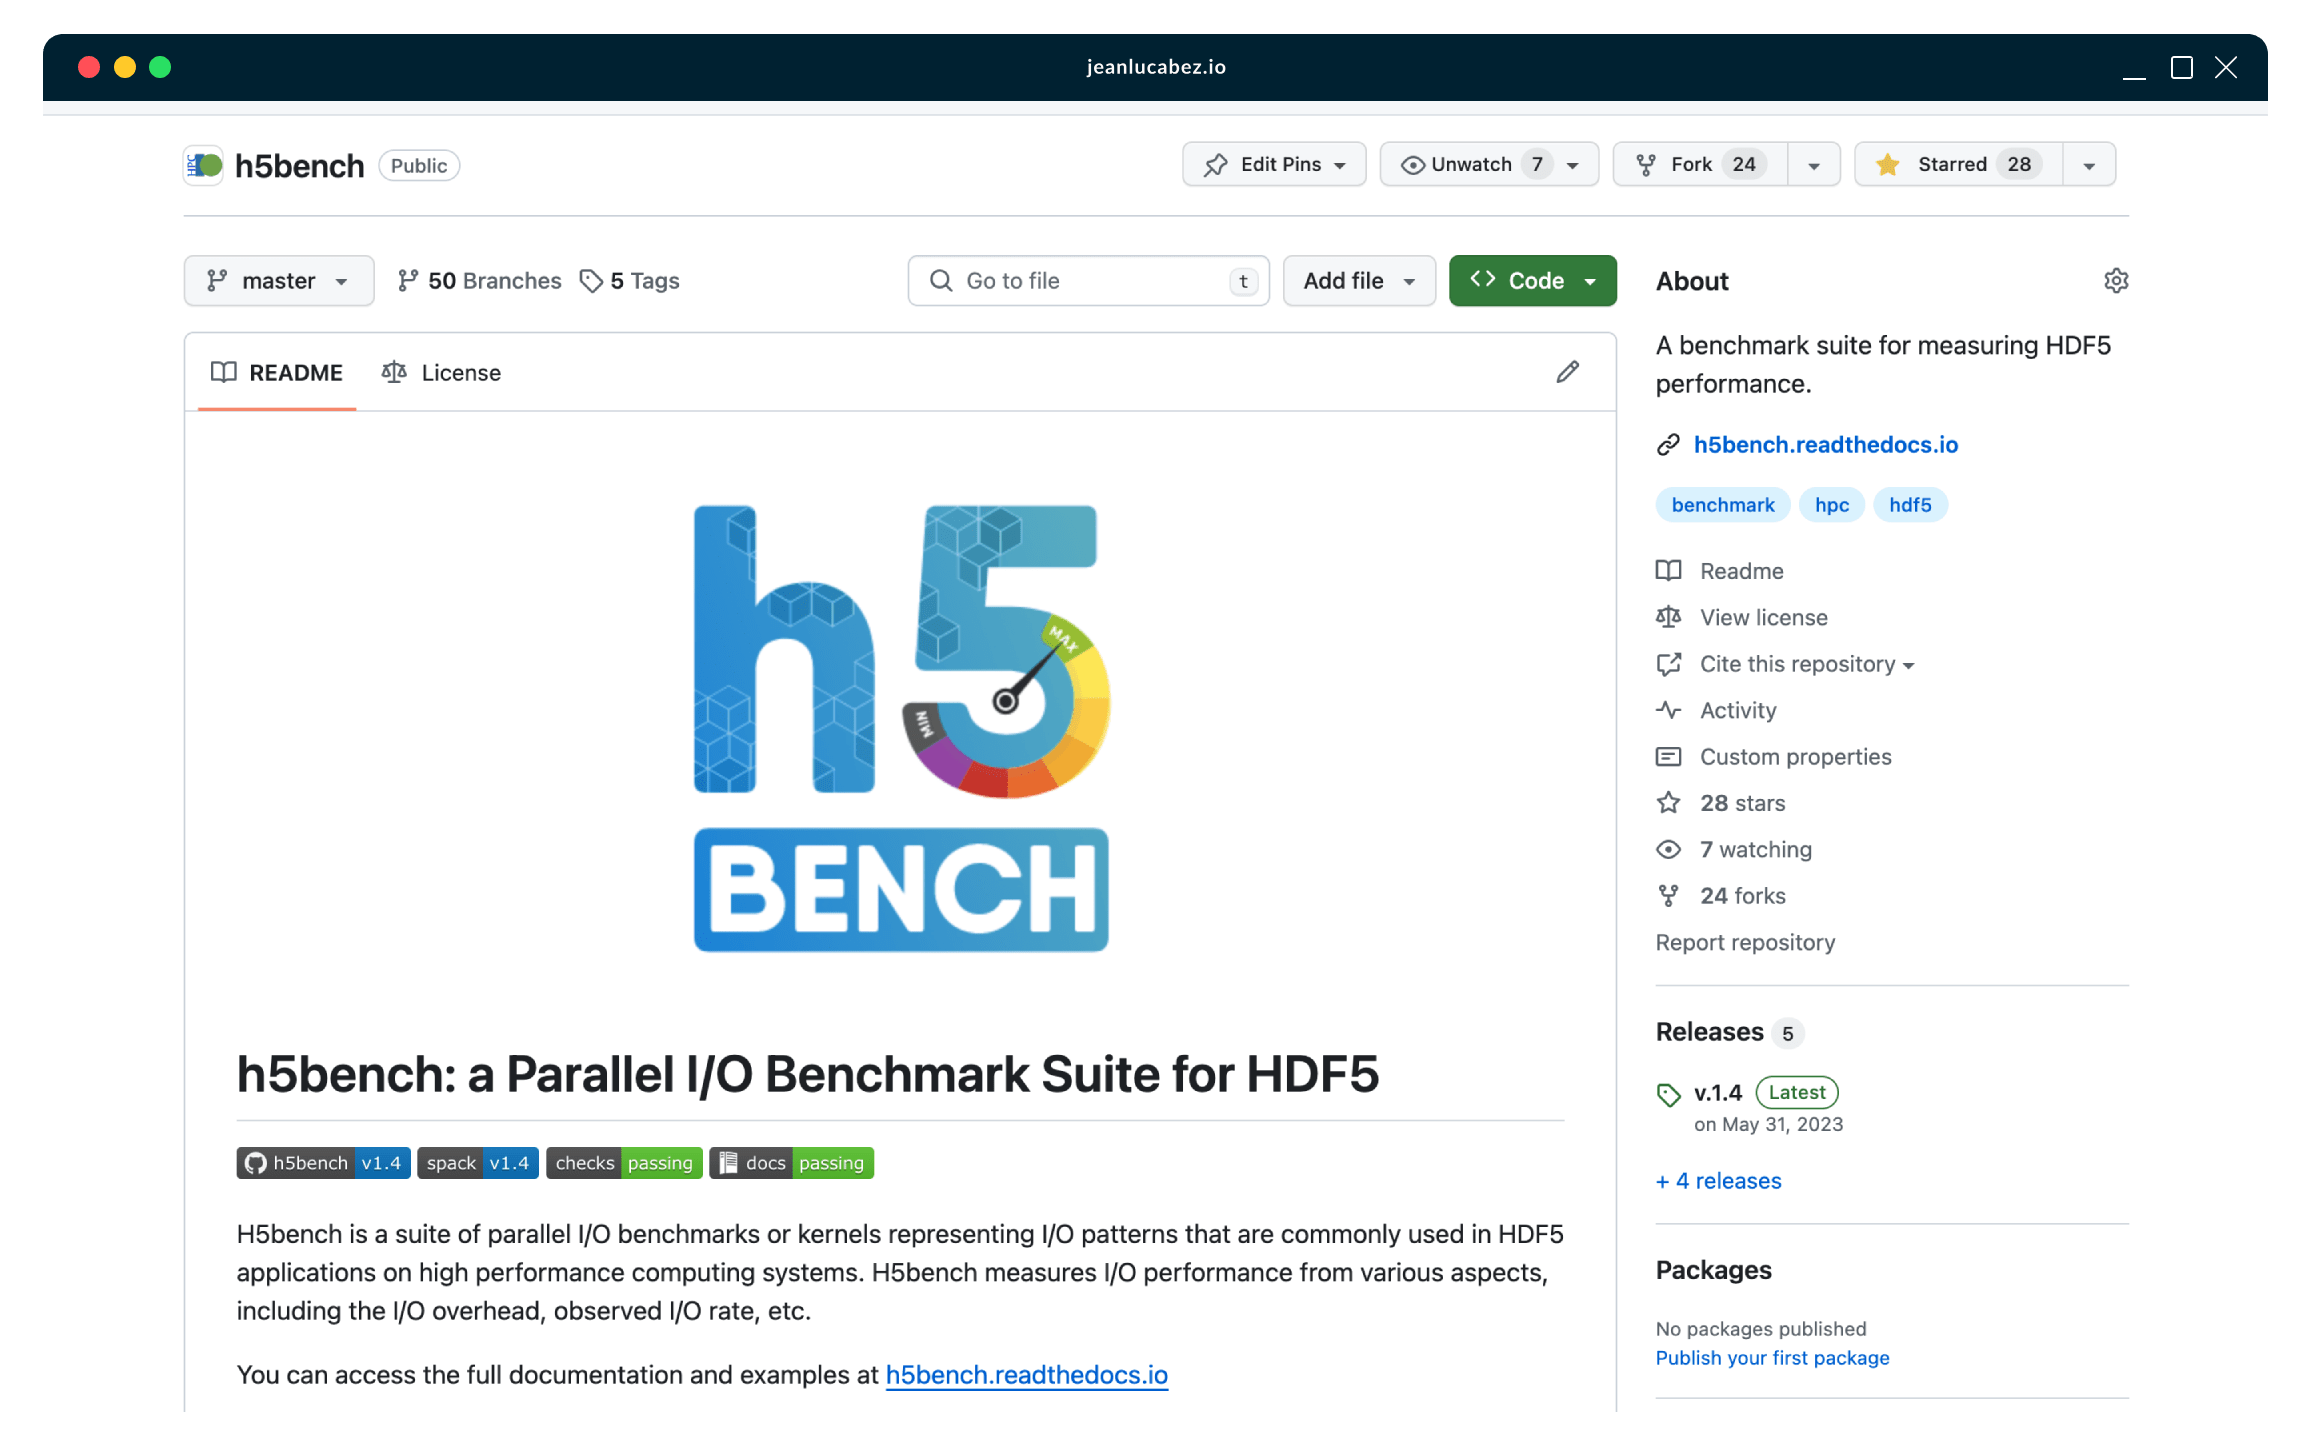 jeanlucabez.io
HPC
h5bench Public
Edit Pins
Unwatch 7
Fork 24
Starred 28
master
50 Branches
5 Tags
Go to file t
Add file
Code
README
License
h5
MAX
MIN
BENCH
h5bench: a Parallel I/O Benchmark Suite for HDF5
h5bench v1.4 spack v1.4 checks passing docs passing
H5bench is a suite of parallel I/O benchmarks or kernels representing I/O patterns that are commonly used in HDF5
applications on high performance computing systems. H5bench measures I/O performance from various aspects,
including the I/O overhead, observed I/O rate, etc.
You can access the full documentation and examples at h5bench.readthedocs.io
About
A benchmark suite for measuring HDF5
performance.
h5bench.readthedocs.io
benchmark hpc hdf5
Readme
View license
Cite this repository
Activity
Custom properties
28 stars
7 watching
24 forks
Report repository
Releases 5
v.1.4 Latest
on May 31, 2023
+ 4 releases
Packages
No packages published
Publish your first package